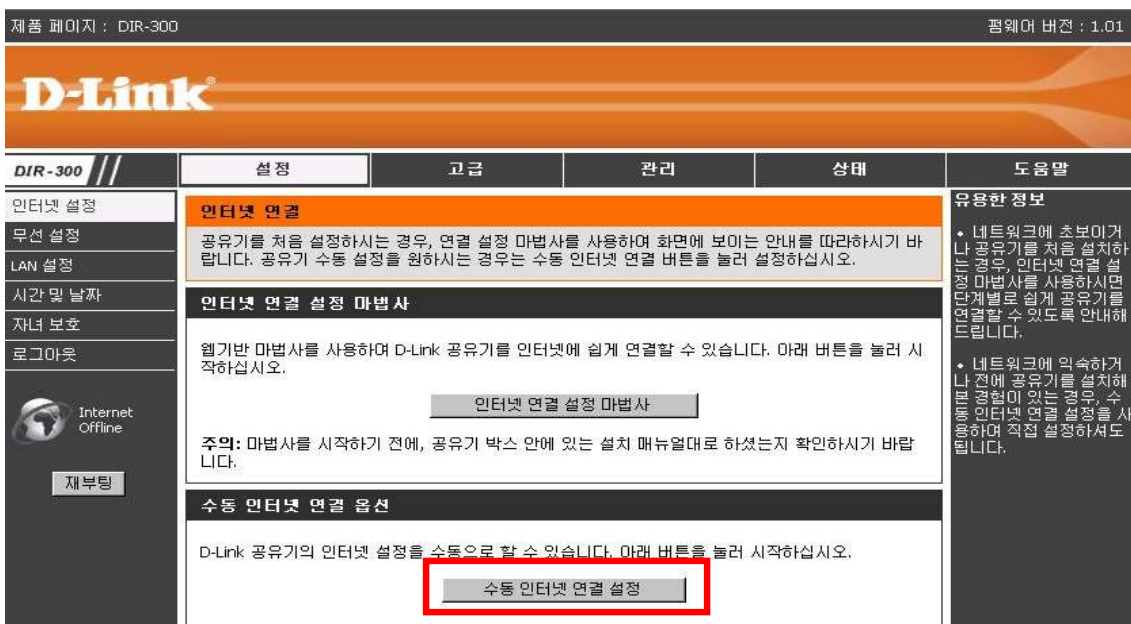 제품 페이지 : DIR-300
펌웨어 버전 : 1.01
D-Link®
DIR-300
설정
고급
관리
상태
도움말
인터넷 설정
무선 설정
LAN 설정
시간 및 날짜
자녀 보호
로그아웃
Internet
Offline
재부팅
인터넷 연결
공유기를 처음 설정하시는 경우, 연결 설정 마법사를 사용하여 화면에 보이는 안내를 따라하시기 바
랍니다. 공유기 수동 설정을 원하시는 경우는 수동 인터넷 연결 버튼을 눌러 설정하십시오.
인터넷 연결 설정 마법사
웹기반 마법사를 사용하여 D-Link 공유기를 인터넷에 쉽게 연결할 수 있습니다. 아래 버튼을 눌러 시
작하십시오.
인터넷 연결 설정 마법사
주의: 마법사를 시작하기 전에, 공유기 박스 안에 있는 설치 매뉴얼대로 하셨는지 확인하시기 바랍
니다.
수동 인터넷 연결 옵션
D-Link 공유기의 인터넷 설정을 수동으로 할 수 있습니다. 아래 버튼을 눌러 시작하십시오.
수동 인터넷 연결 설정
유용한 정보
• 네트워크에 초보이거
나 공유기를 처음 설치하
는 경우, 인터넷 연결 설
정 마법사를 사용하시면
단계별로 쉽게 공유기를
연결할 수 있도록 안내해
드립니다.
• 네트워크에 익숙하거
나 전에 공유기를 설치해
본 경험이 있는 경우, 수
동 인터넷 연결 설정을 사
용하여 직접 설정하셔도
됩니다.